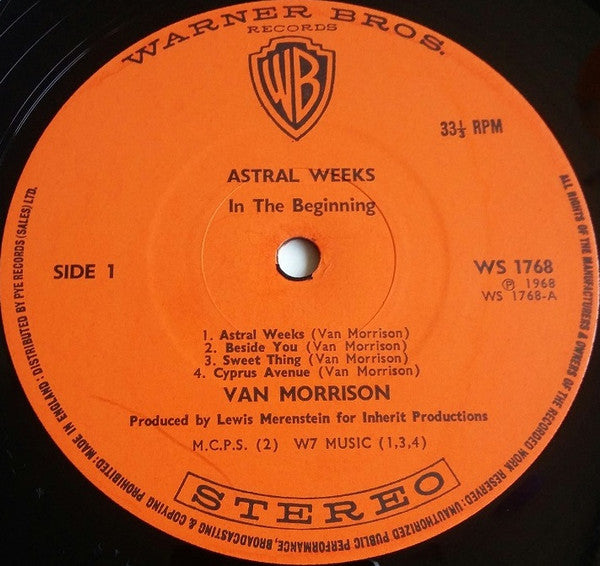 WARNER BROS.
RECORDS
WB
33⅓ RPM
ASTRAL WEEKS
In The Beginning
SIDE 1
WS 1768
Ⓟ 1968
WS 1768-A
1. Astral Weeks (Van Morrison)
2. Beside You (Van Morrison)
3. Sweet Thing (Van Morrison)
4. Cyprus Avenue (Van Morrison)
VAN MORRISON
Produced by Lewis Merenstein for Inherit Productions
M.C.P.S. (2) W7 MUSIC (1,3,4)
STEREO
ALL RIGHTS OF THE MANUFACTURERS & OWNERS OF THE RECORDED WORK RESERVED: UNAUTHORIZED PUBLIC PERFORMANCE, BROADCASTING & COPYING PROHIBITED: MADE IN ENGLAND: DISTRIBUTED BY PYE RECORDS (SALES) LTD.